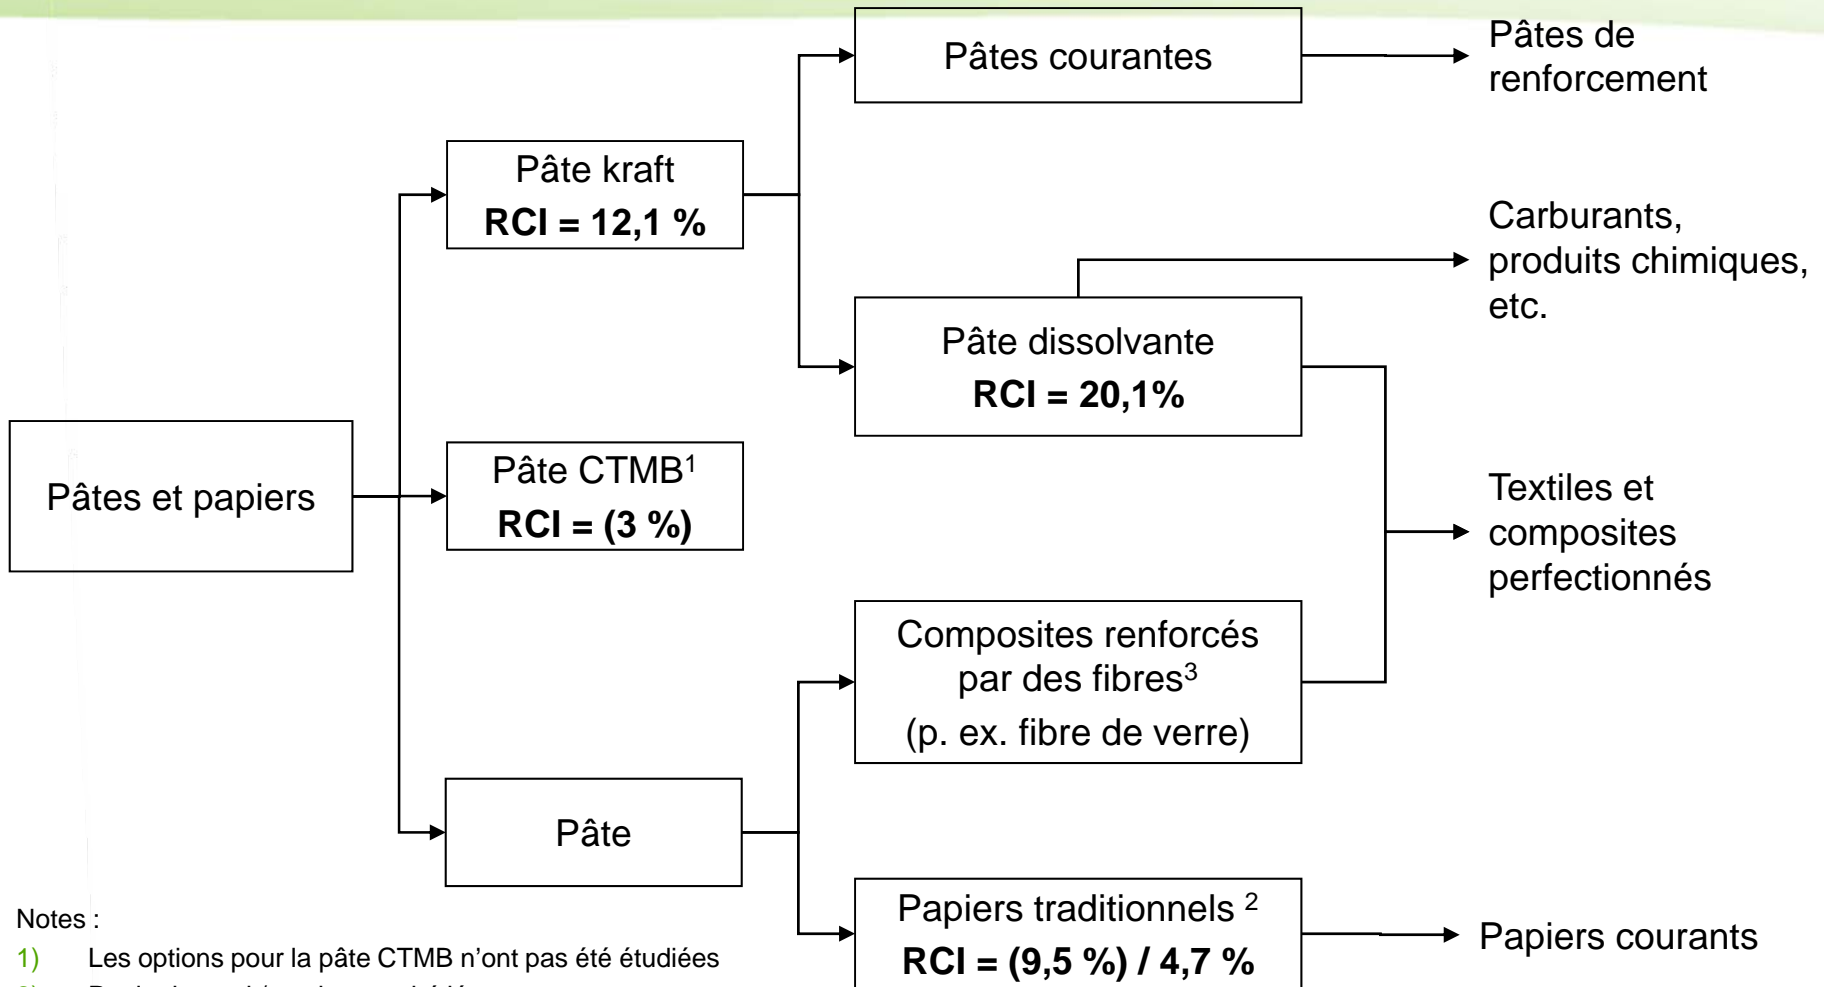 Pâtes courantes
Pâtes de
renforcement
Pâte kraft
RCI = 12,1 %
Carburants,
produits chimiques,
etc.
Pâte dissolvante
RCI = 20,1%
Pâtes et papiers
Pâte CTMB1
RCI = (3 %)
Textiles et
composites
perfectionnés
Composites renforcés
par des fibres3
(p. ex. fibre de verre)
Pâte
Papiers traditionnels 2
RCI = (9,5 %) / 4,7 %
Papiers courants
Notes :
1) Les options pour la pâte CTMB n'ont pas été étudiées